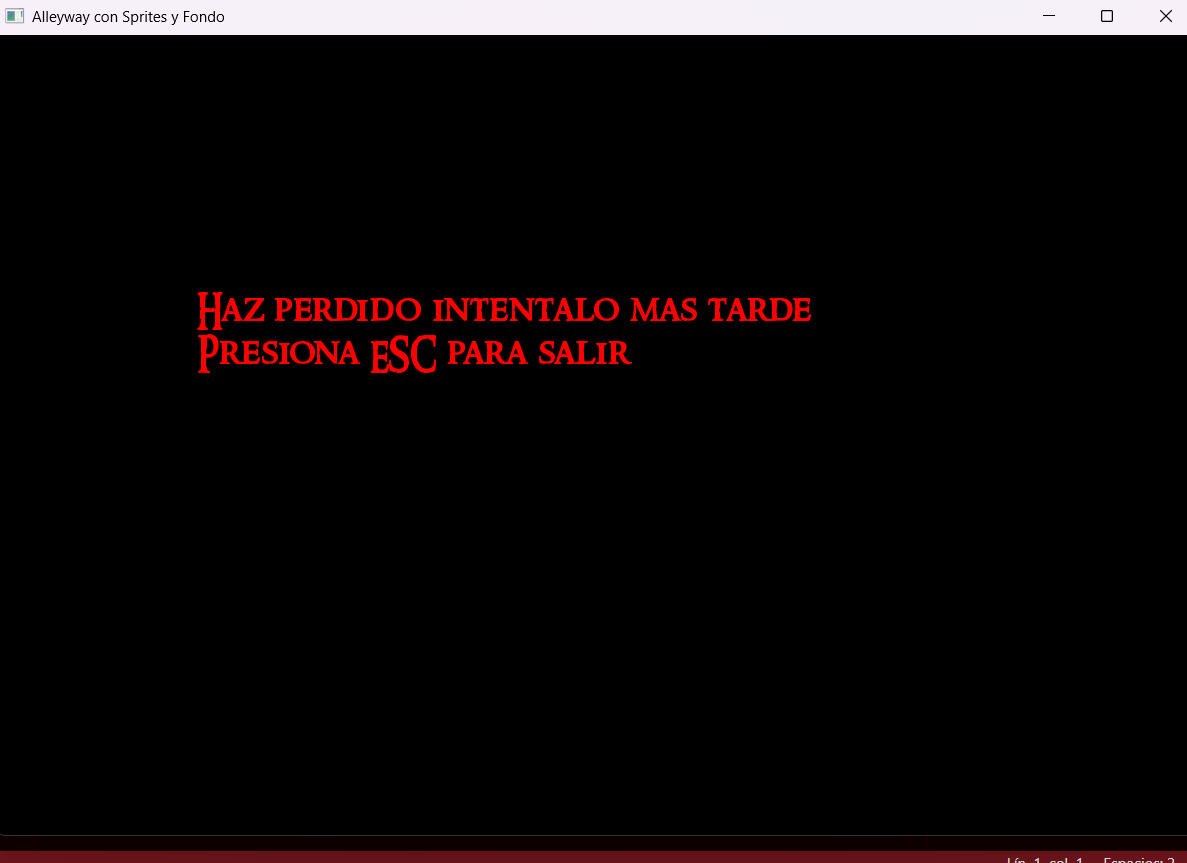 Alleyway con Sprites y Fondo
Haz perdido intentalo mas tarde
Presiona ESC para salir
Lín. 1, col. 1 Espacios: 2